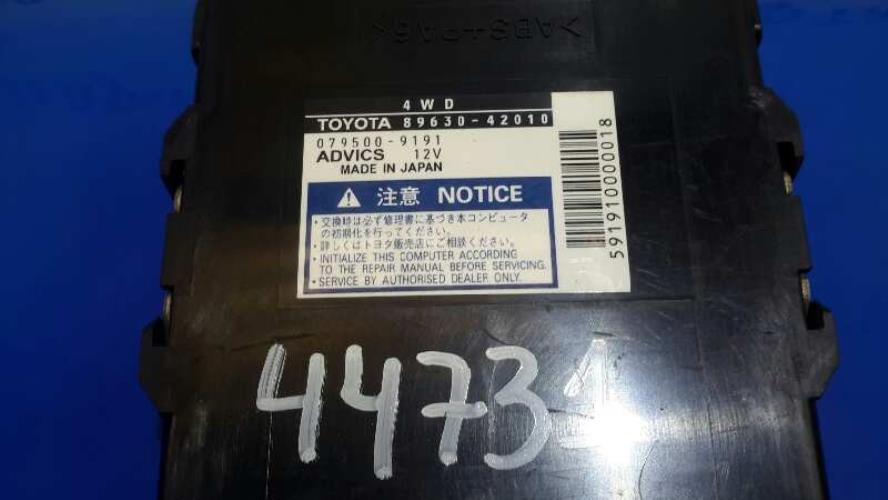 4WD
TOYOTA 89630-42010
079500-9191
ADVICS 12V
MADE IN JAPAN
注意 NOTICE
・交換時は必ず修理書に基づき本コンピュータ
の初期化を行ってください。
・詳しくはトヨタ販売店にご相談ください。
・INITIALIZE THIS COMPUTER ACCORDING
TO THE REPAIR MANUAL BEFORE SERVICING.
・SERVICE BY AUTHORISED DEALER ONLY.
591910000018
44731